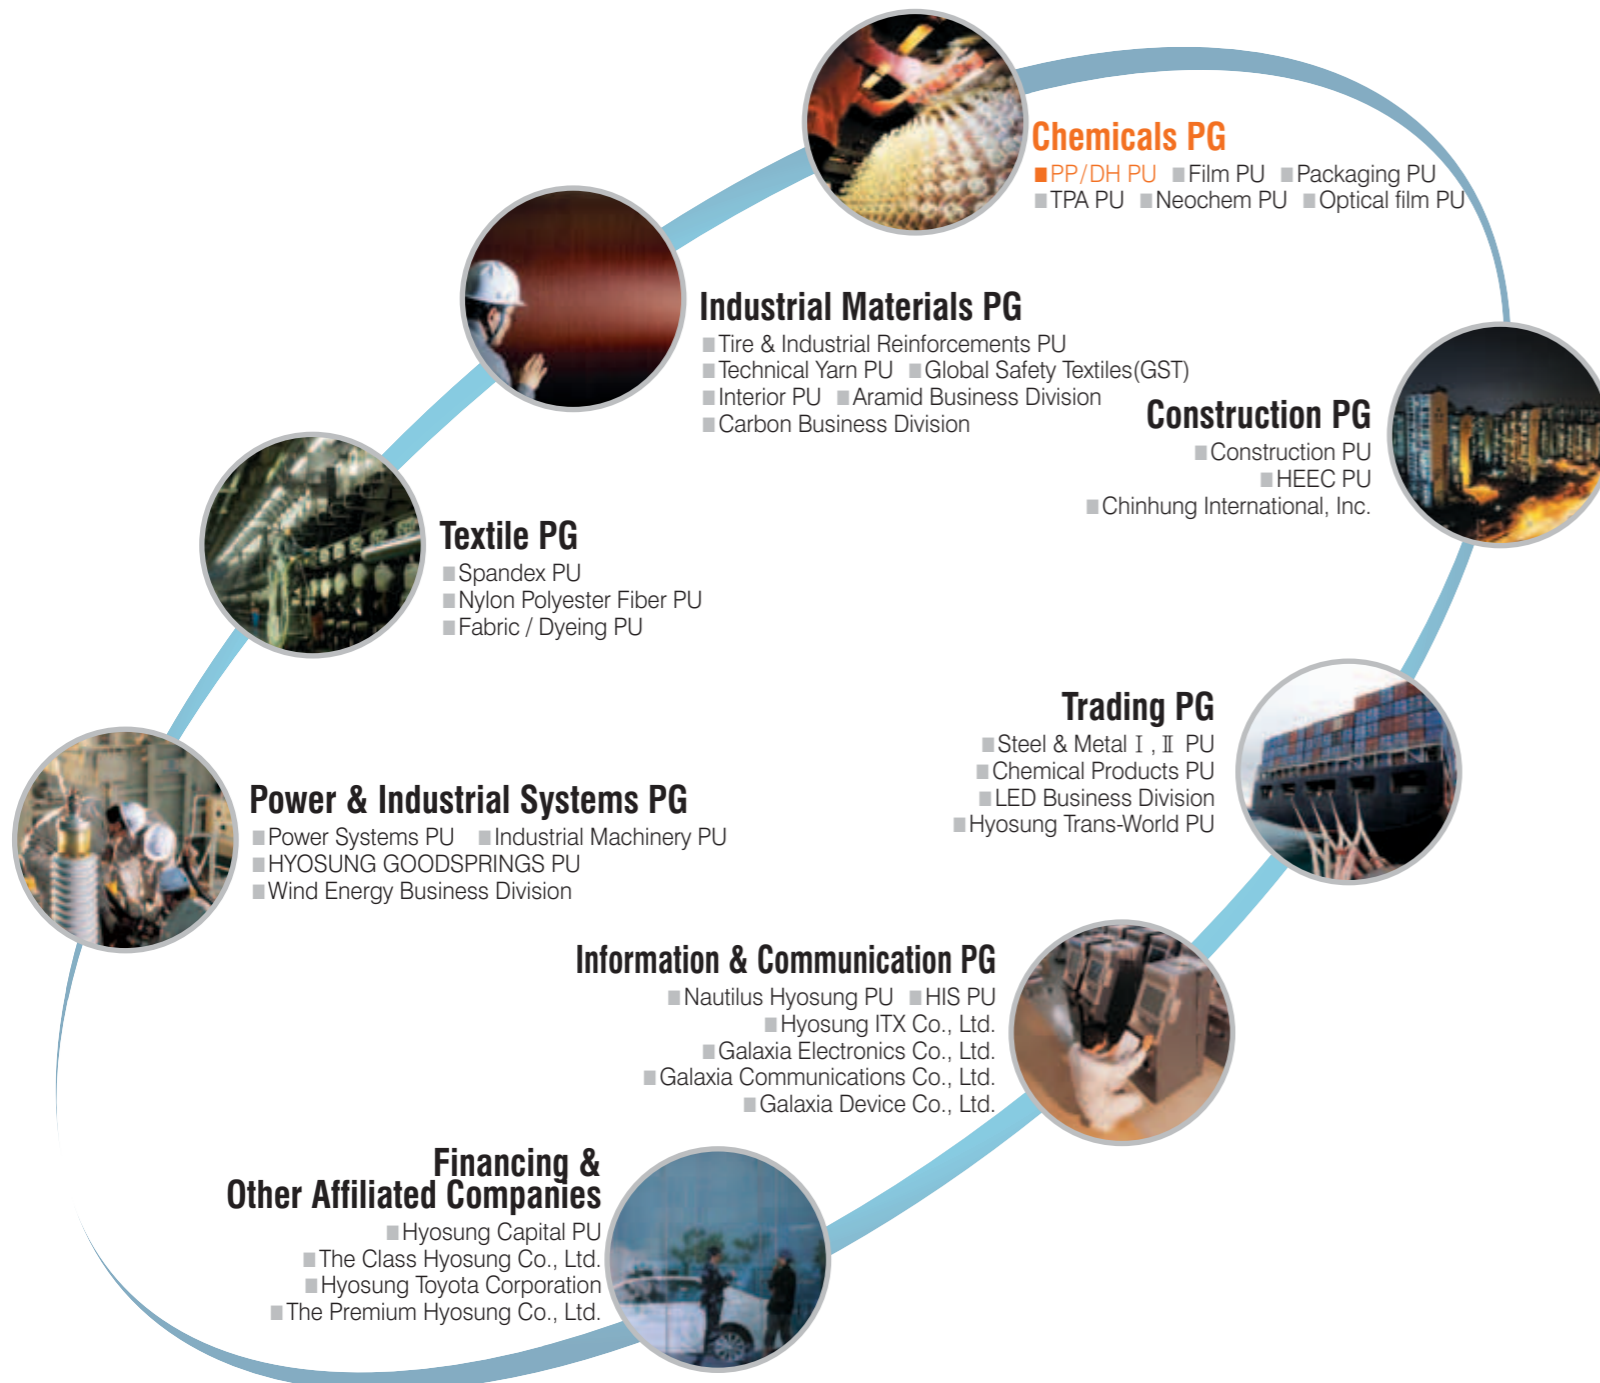 Chemicals PG
■PP/DH PU ■Film PU ■Packaging PU
■TPA PU ■Neochem PU ■Optical film PU
Industrial Materials PG
■Tire & Industrial Reinforcements PU
■Technical Yarn PU ■Global Safety Textiles(GST)
■Interior PU ■Aramid Business Division
■Carbon Business Division
Construction PG
■Construction PU
■HEEC PU
■Chinhung International, Inc.
Textile PG
■Spandex PU
■Nylon Polyester Fiber PU
■Fabric / Dyeing PU
Trading PG
■Steel & Metal Ⅰ, Ⅱ PU
■Chemical Products PU
■LED Business Division
■Hyosung Trans-World PU
Power & Industrial Systems PG
■Power Systems PU ■Industrial Machinery PU
■HYOSUNG GOODSPRINGS PU
■Wind Energy Business Division
Information & Communication PG
■Nautilus Hyosung PU ■HIS PU
■Hyosung ITX Co., Ltd.
■Galaxia Electronics Co., Ltd.
■Galaxia Communications Co., Ltd.
■Galaxia Device Co., Ltd.
Financing &
Other Affiliated Companies
■Hyosung Capital PU
■The Class Hyosung Co., Ltd.
■Hyosung Toyota Corporation
■The Premium Hyosung Co., Ltd.